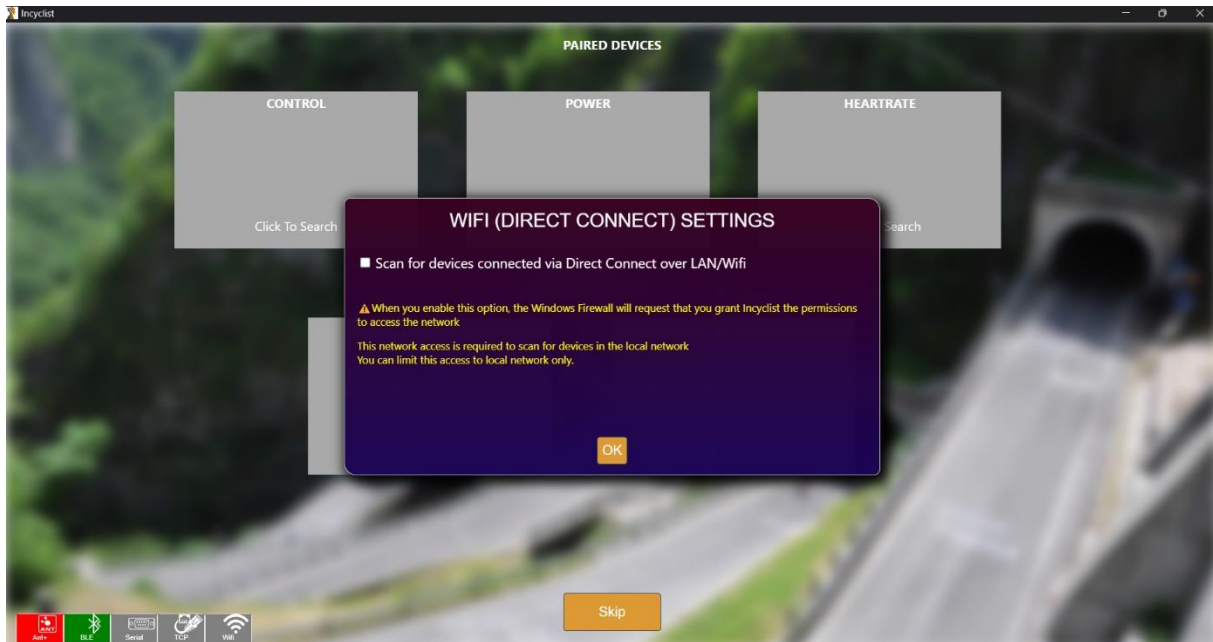 Incyclist
PAIRED DEVICES
CONTROL
POWER
HEARTRATE
Click To Search
Search
WIFI (DIRECT CONNECT) SETTINGS
Scan for devices connected via Direct Connect over LAN/Wifi
When you enable this option, the Windows Firewall will request that you grant Incyclist the permissions
to access the network
This network access is required to scan for devices in the local network
You can limit this access to local network only.
OK
Skip
ANT
Ant+
BLE
Serial
TCP
Wifi